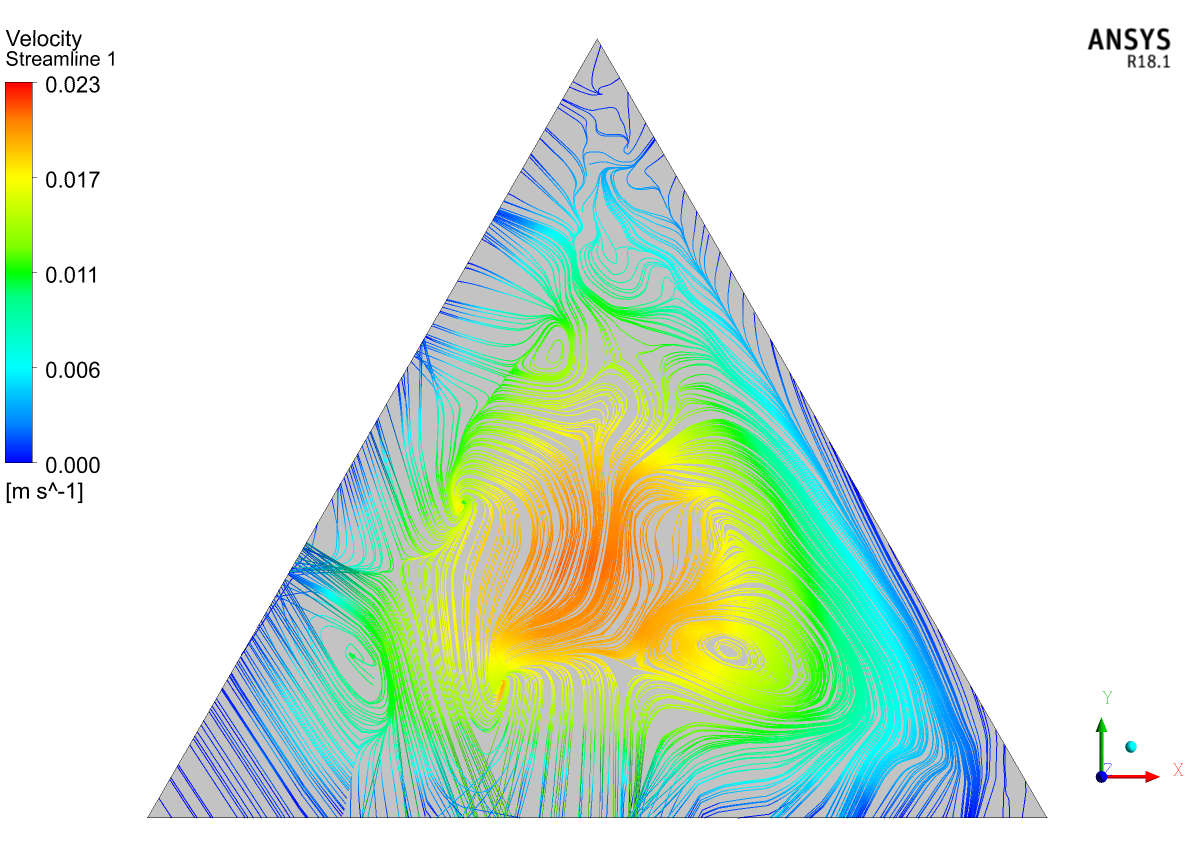 Velocity
Streamline 1
0.023
0.017
0.011
0.006
0.000
[m s^-1]
ANSYS
R18.1
Y
Z
X